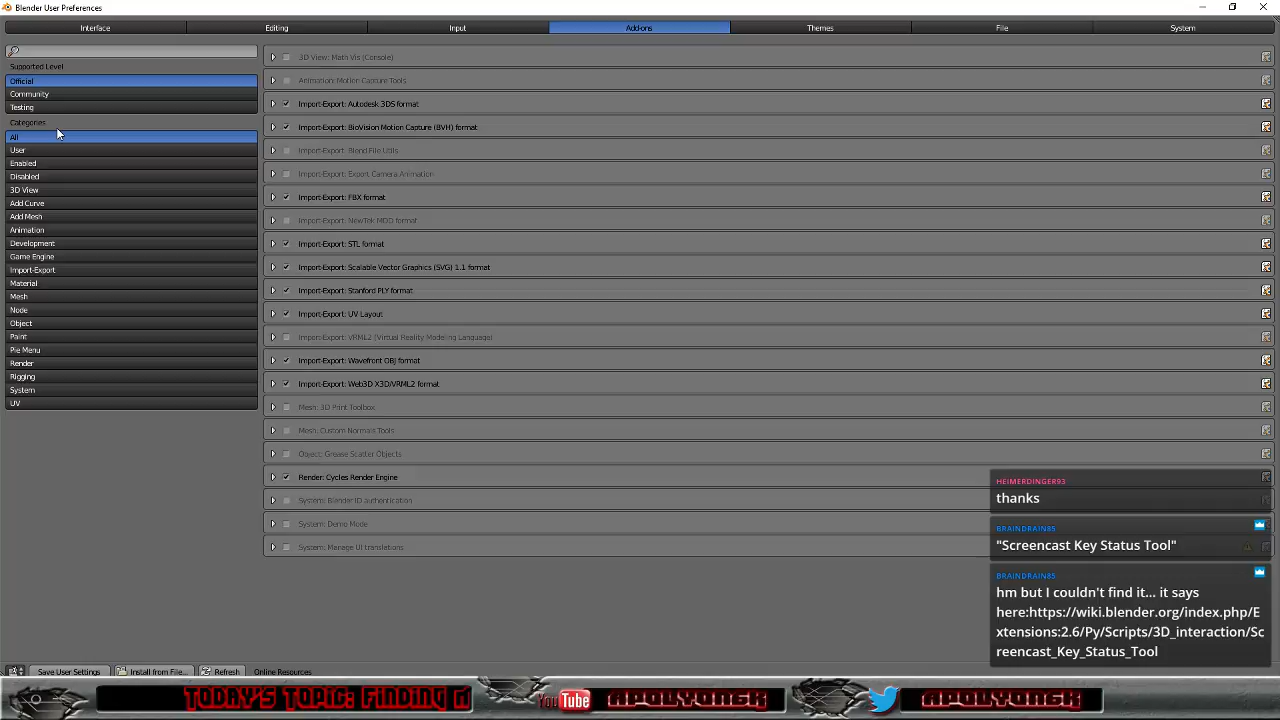 Blender User Preferences
Interface Editing Input Add-ons Themes File System
Supported Level
Official
Community
Testing
Categories
All
User
Enabled
Disabled
3D View
Add Curve
Add Mesh
Animation
Development
Game Engine
Import-Export
Material
Mesh
Node
Object
Paint
Pie Menu
Render
Rigging
System
UV
3D View: Math Vis (Console)
Animation: Motion Capture Tools
Import-Export: Autodesk 3DS format
Import-Export: BioVision Motion Capture (BVH) format
Import-Export: Blend File Utils
Import-Export: Export Camera Animation
Import-Export: FBX format
Import-Export: NewTek MDD format
Import-Export: STL format
Import-Export: Scalable Vector Graphics (SVG) 1.1 format
Import-Export: Stanford PLY format
Import-Export: UV Layout
Import-Export: VRML2 (Virtual Reality Modeling Language)
Import-Export: Wavefront OBJ format
Import-Export: Web3D X3D/VRML2 format
Mesh: 3D Print Toolbox
Mesh: Custom Normals Tools
Object: Grease Scatter Objects
Render: Cycles Render Engine
System: Blender ID authentication
System: Demo Mode
System: Manage UI translations
HEIMERDINGER93
thanks
BRAINDRAIN85
"Screencast Key Status Tool"
BRAINDRAIN85
hm but I couldn't find it... it says
here:https://wiki.blender.org/index.php/E
xtensions:2.6/Py/Scripts/3D_interaction/Sc
reencast_Key_Status_Tool
Save User Settings Install from File... Refresh Online Resources
TODAY'S TOPIC: FINDING
YouTube APOLYONEK APOLYONEK